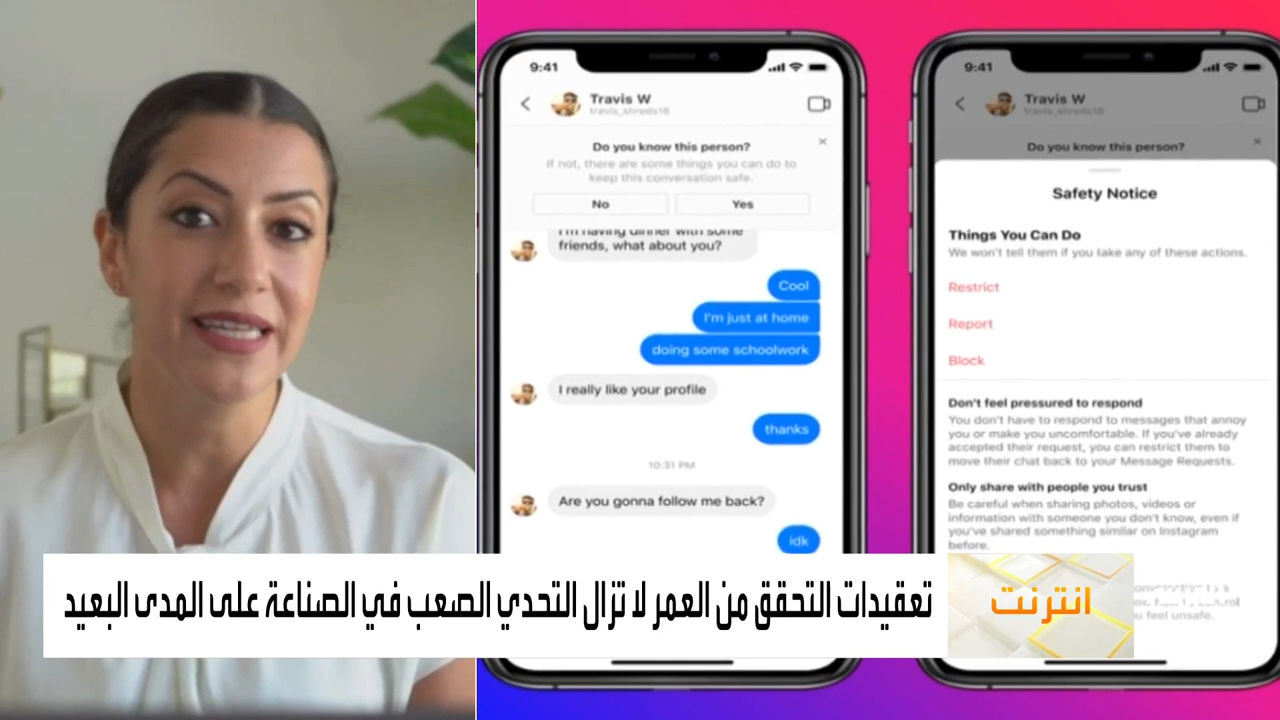 9:41
Travis W
travis_shreds18
Do you know this person?
If not, there are some things you can do to
keep this conversation safe.
No
Yes
I'm having dinner with some
friends, what about you?
Cool
I'm just at home
doing some schoolwork
I really like your profile
thanks
10:31 PM
Are you gonna follow me back?
idk
9:41
Travis W
travis_shreds18
Do you know this person?
Safety Notice
Things You Can Do
We won't tell them if you take any of these actions.
Restrict
Report
Block
Don't feel pressured to respond
You don't have to respond to messages that annoy
you or make you uncomfortable. If you've already
accepted their request, you can restrict them to
move their chat back to your Message Requests.
Only share with people you trust
Be careful when sharing photos, videos or
information with someone you don't know, even if
you've shared something similar on Instagram
before.
u feel unsafe.
انترنت
تعقيدات التحقق من العمر لا تزال التحدي الصعب في الصناعة على المدى البعيد